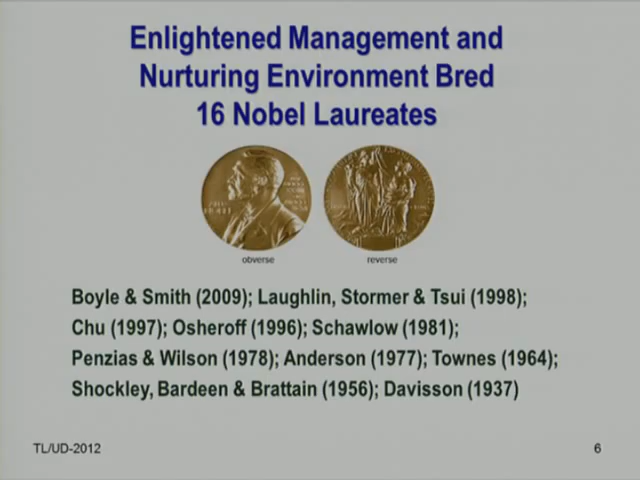 Enlightened Management and
Nurturing Environment Bred
16 Nobel Laureates
obverse
reverse
Boyle & Smith (2009); Laughlin, Stormer & Tsui (1998);
Chu (1997); Osheroff (1996); Schawlow (1981);
Penzias & Wilson (1978); Anderson (1977); Townes (1964);
Shockley, Bardeen & Brattain (1956); Davisson (1937)
TL/UD-2012
6